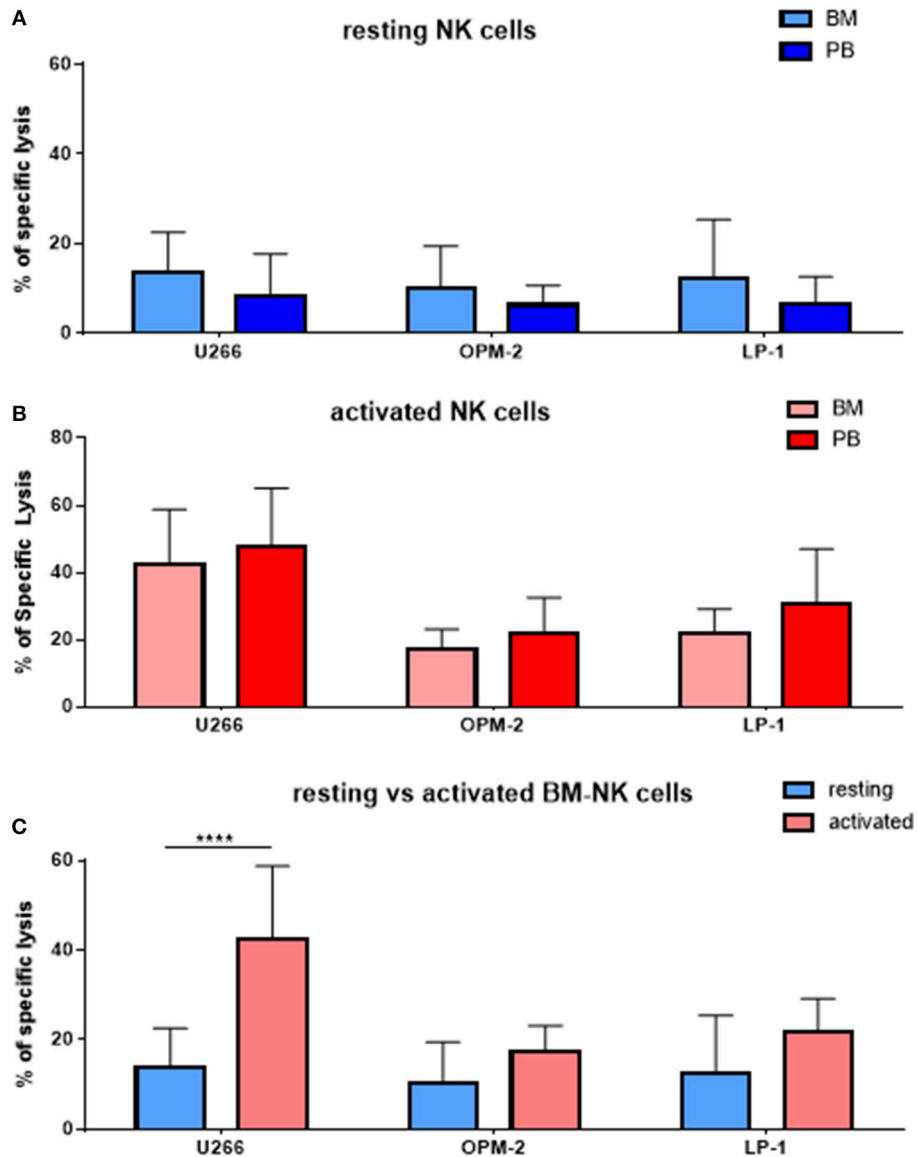 A
resting NK cells
BM
PB
% of specific lysis
60
40
20
0
U266
OPM-2
LP-1
B
activated NK cells
BM
PB
% of Specific Lysis
80
60
40
20
0
U266
OPM-2
LP-1
C
resting vs activated BM-NK cells
resting
activated
****
% of specific lysis
60
40
20
0
U266
OPM-2
LP-1